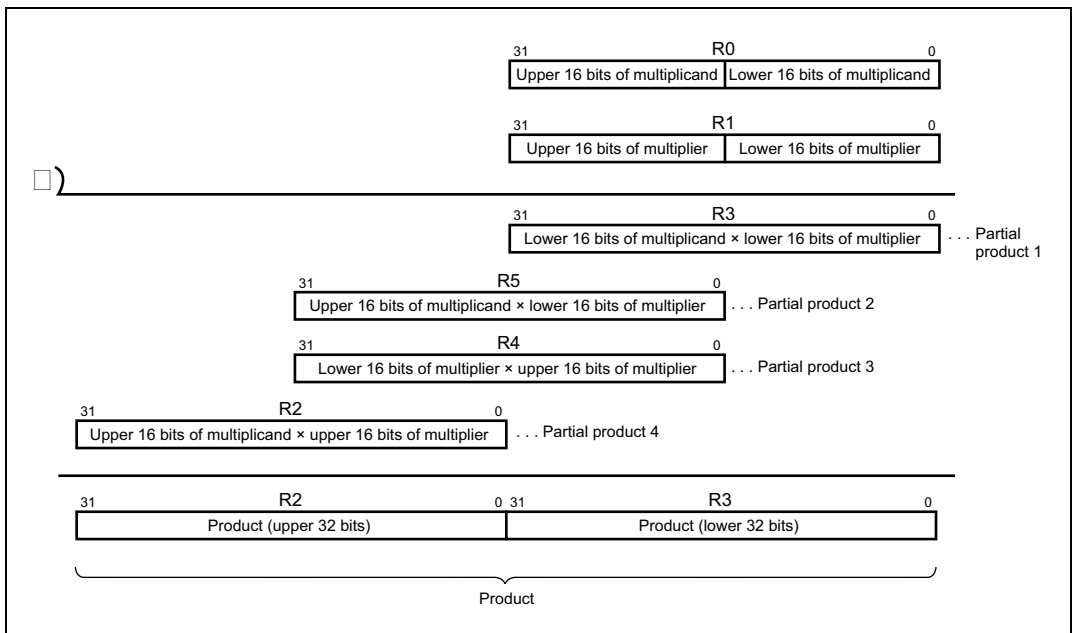 31 R0 0
Upper 16 bits of multiplicand Lower 16 bits of multiplicand
31 R1 0
Upper 16 bits of multiplier Lower 16 bits of multiplier
□)
31 R3 0
Lower 16 bits of multiplicand × lower 16 bits of multiplier . . . Partial
product 1
31 R5 0
Upper 16 bits of multiplicand × lower 16 bits of multiplier . . . Partial product 2
31 R4 0
Lower 16 bits of multiplier × upper 16 bits of multiplier . . . Partial product 3
31 R2 0
Upper 16 bits of multiplicand × upper 16 bits of multiplier . . . Partial product 4
31 R2 0 31 R3 0
Product (upper 32 bits) Product (lower 32 bits)
Product